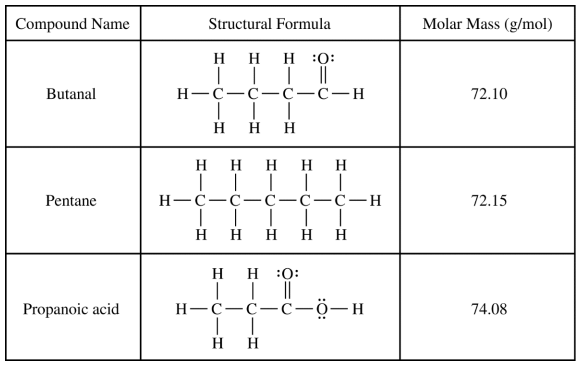 Compound Name Structural Formula Molar Mass (g/mol)
H H H :O:
Butanal H—C—C—C—C—H 72.10
H H H
H H H H H
Pentane H—C—C—C—C—C—H 72.15
H H H H H
H H :O:
Propanoic acid H—C—C—C—O—H 74.08
H H